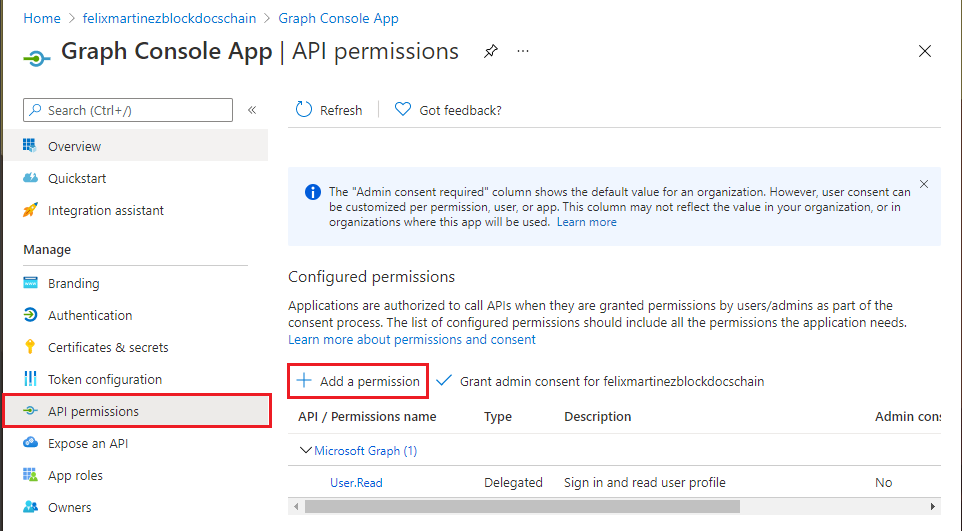 Home > felixmartinezblockdocschain > Graph Console App
Graph Console App | API permissions
Search (Ctrl+/)
«
Refresh
Got feedback?
Overview
Quickstart
Integration assistant
Manage
Branding
Authentication
Certificates & secrets
Token configuration
API permissions
Expose an API
App roles
Owners
The "Admin consent required" column shows the default value for an organization. However, user consent can
be customized per permission, user, or app. This column may not reflect the value in your organization, or in
organizations where this app will be used. Learn more
Configured permissions
Applications are authorized to call APIs when they are granted permissions by users/admins as part of the
consent process. The list of configured permissions should include all the permissions the application needs.
Learn more about permissions and consent
Add a permission
Grant admin consent for felixmartinezblockdocschain
API / Permissions name Type Description Admin cons
Microsoft Graph (1)
User.Read Delegated Sign in and read user profile No